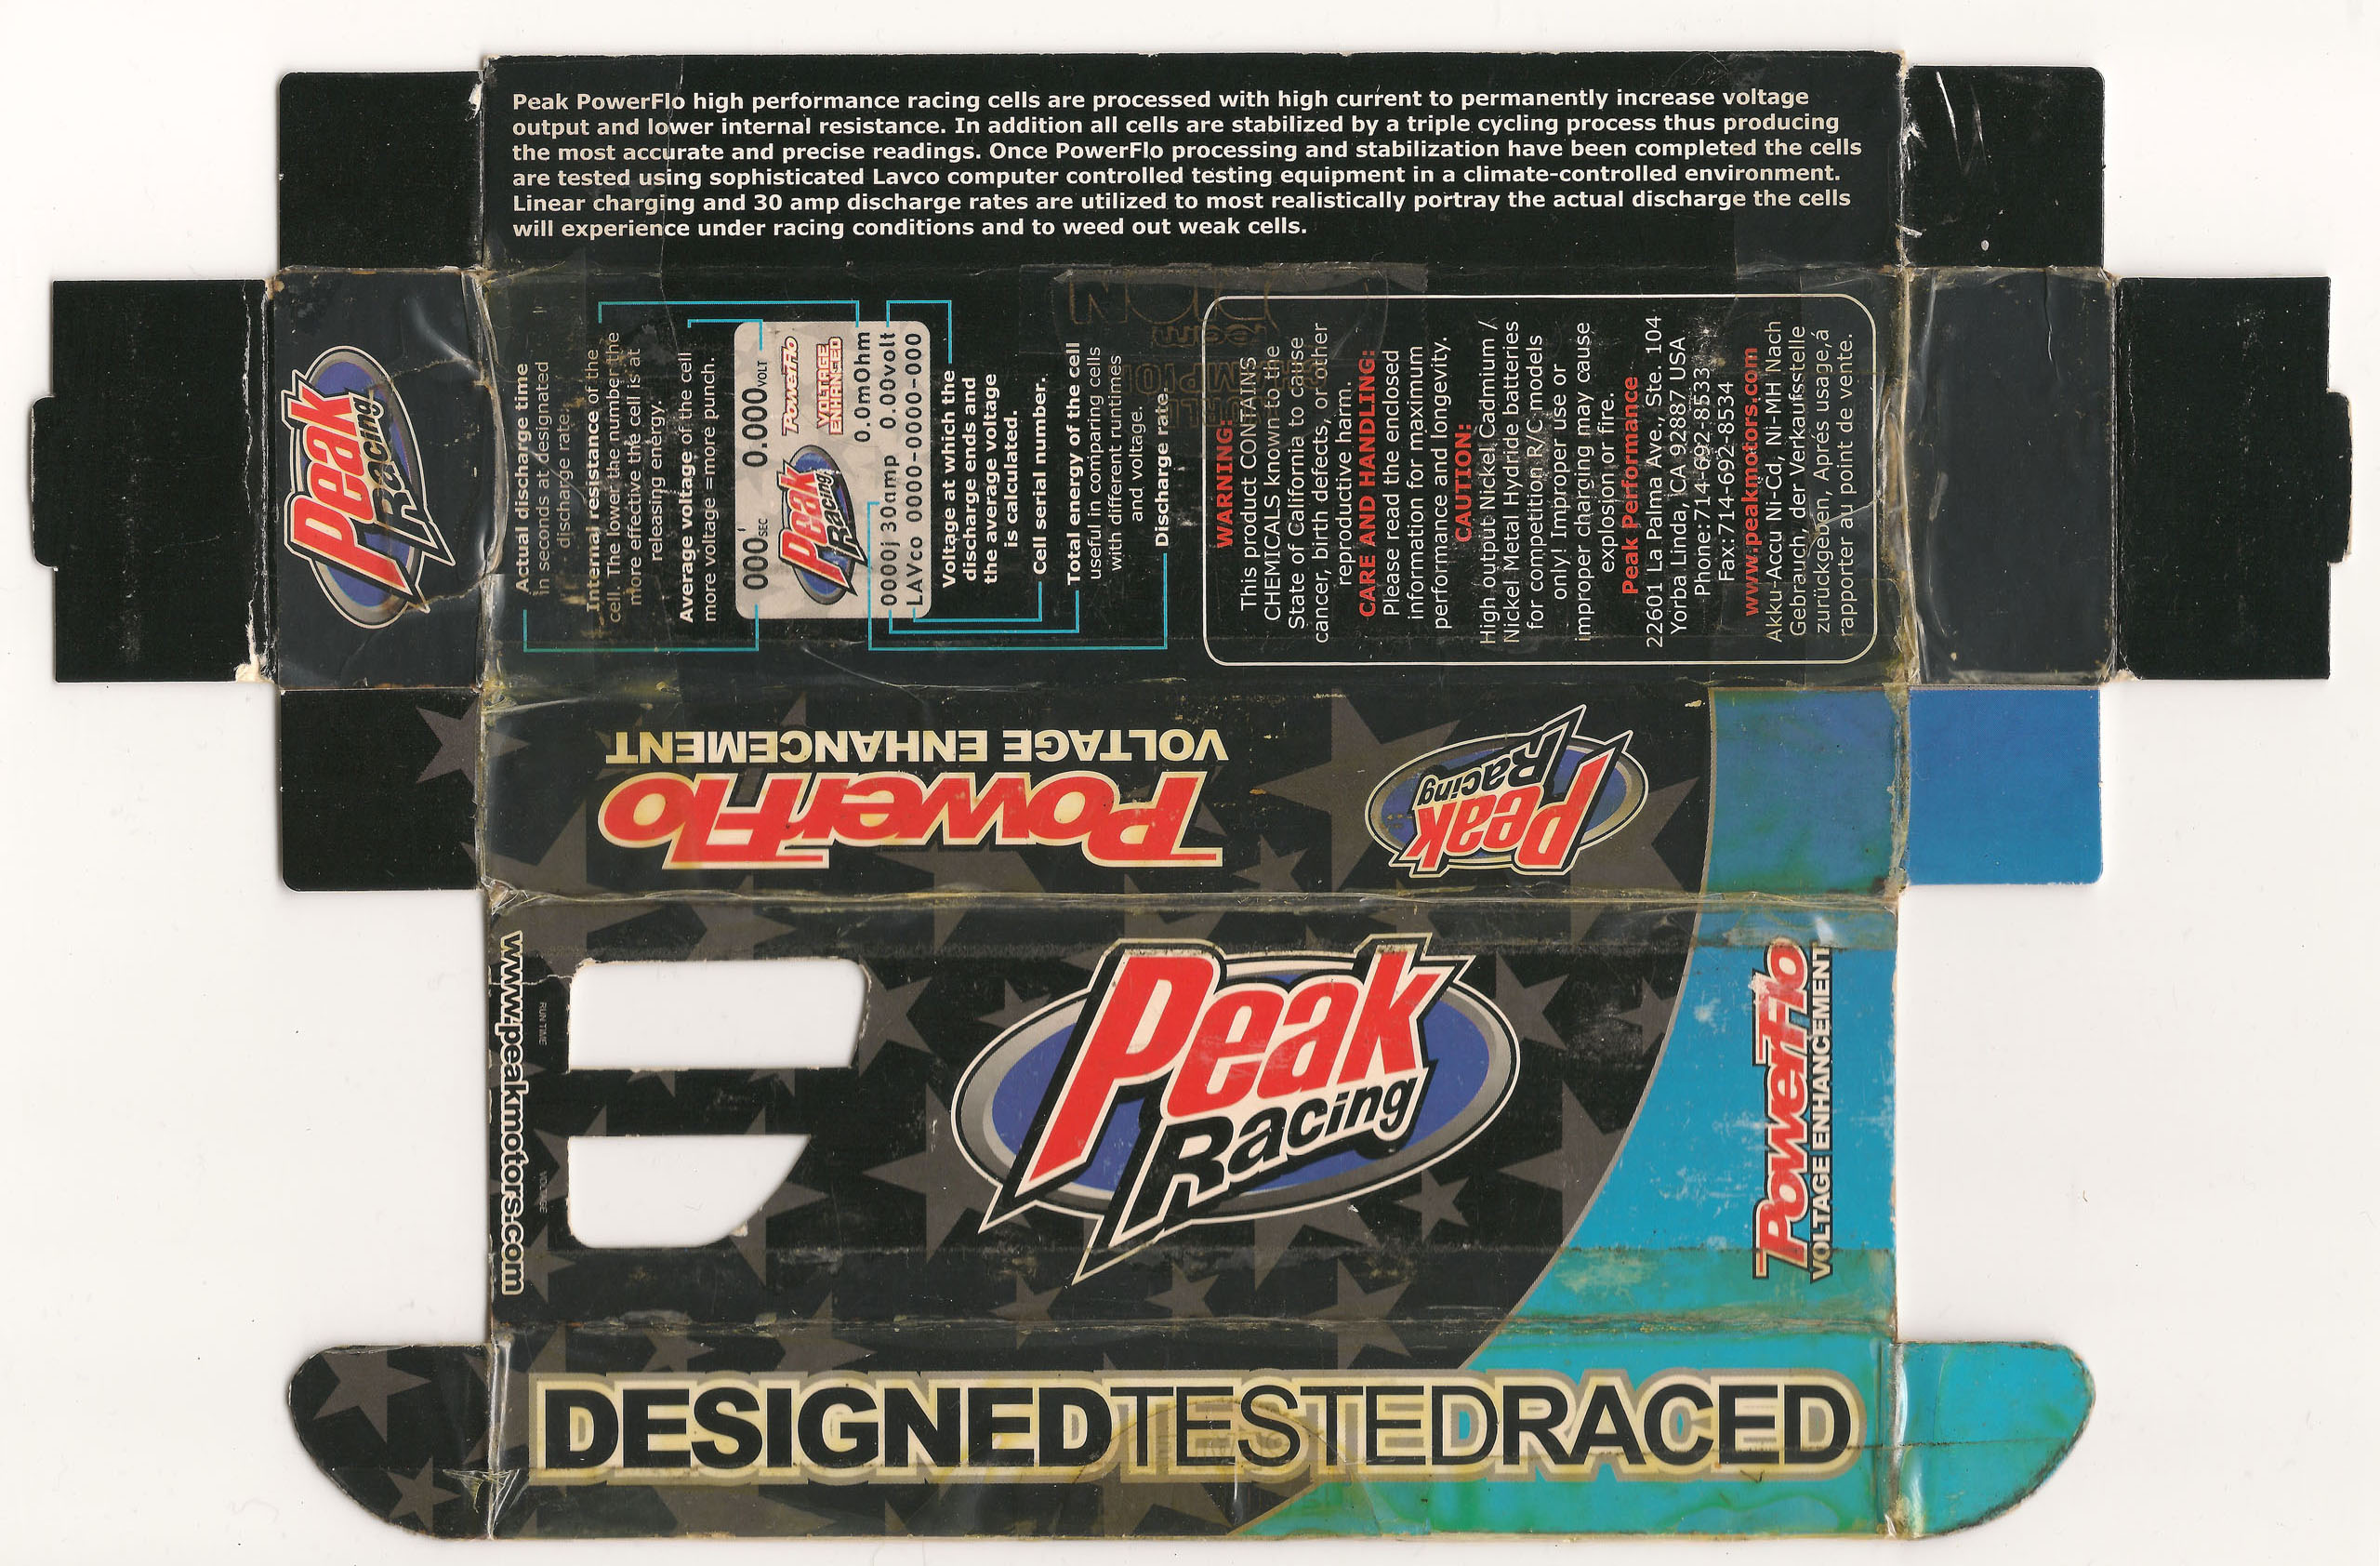 Peak PowerFlo high performance racing cells are processed with high current to permanently increase voltage
output and lower internal resistance. In addition all cells are stabilized by a triple cycling process thus producing
the most accurate and precise readings. Once PowerFlo processing and stabilization have been completed the cells
are tested using sophisticated Lavco computer controlled testing equipment in a climate-controlled environment.
Linear charging and 30 amp discharge rates are utilized to most realistically portray the actual discharge the cells
will experience under racing conditions and to weed out weak cells.
Peak
Racing
Actual discharge time
in seconds at designated
discharge rate.
Internal resistance of the
cell. The lower the number the
more effective the cell is at
releasing energy.
Average voltage of the cell
more voltage =more punch.
000SEC 0.000VOLT
Peak
Racing
PowerFlo
VOLTAGE
ENHANCED
0.0mOhm
0000j 30amp 0.00volt
LAVco 0000-0000-000
Voltage at which the
discharge ends and
the average voltage
is calculated.
Cell serial number.
Total energy of the cell
useful in comparing cells
with different runtimes
and voltage.
Discharge rate
WARNING:
This product CONTAINS
CHEMICALS known to the
State of California to cause
cancer, birth defects, or other
reproductive harm.
CARE AND HANDLING:
Please read the enclosed
information for maximum
performance and longevity.
CAUTION:
High output Nickel Cadmium /
Nickel Metal Hydride batteries
for competition R/C models
only! Improper use or
improper charging may cause
explosion or fire.
Peak Performance
22601 La Palma Ave., Ste. 104
Yorba Linda, CA 92887 USA
Phone:714-692-8533
Fax:714-692-8534
www.peakmotors.com
Akku-Accu Ni-Cd, Ni-MH Nach
Gebrauch, der Verkaufsstelle
zurückgeben, Aprés usage,á
rapporter au point de vente.
PowerFlo
VOLTAGE ENHANCEMENT
Peak
Racing
www.peakmotors.com
RUN TIME
VOLTAGE
Peak
Racing
PowerFlo
VOLTAGE ENHANCEMENT
DESIGNEDTESTEDRACED